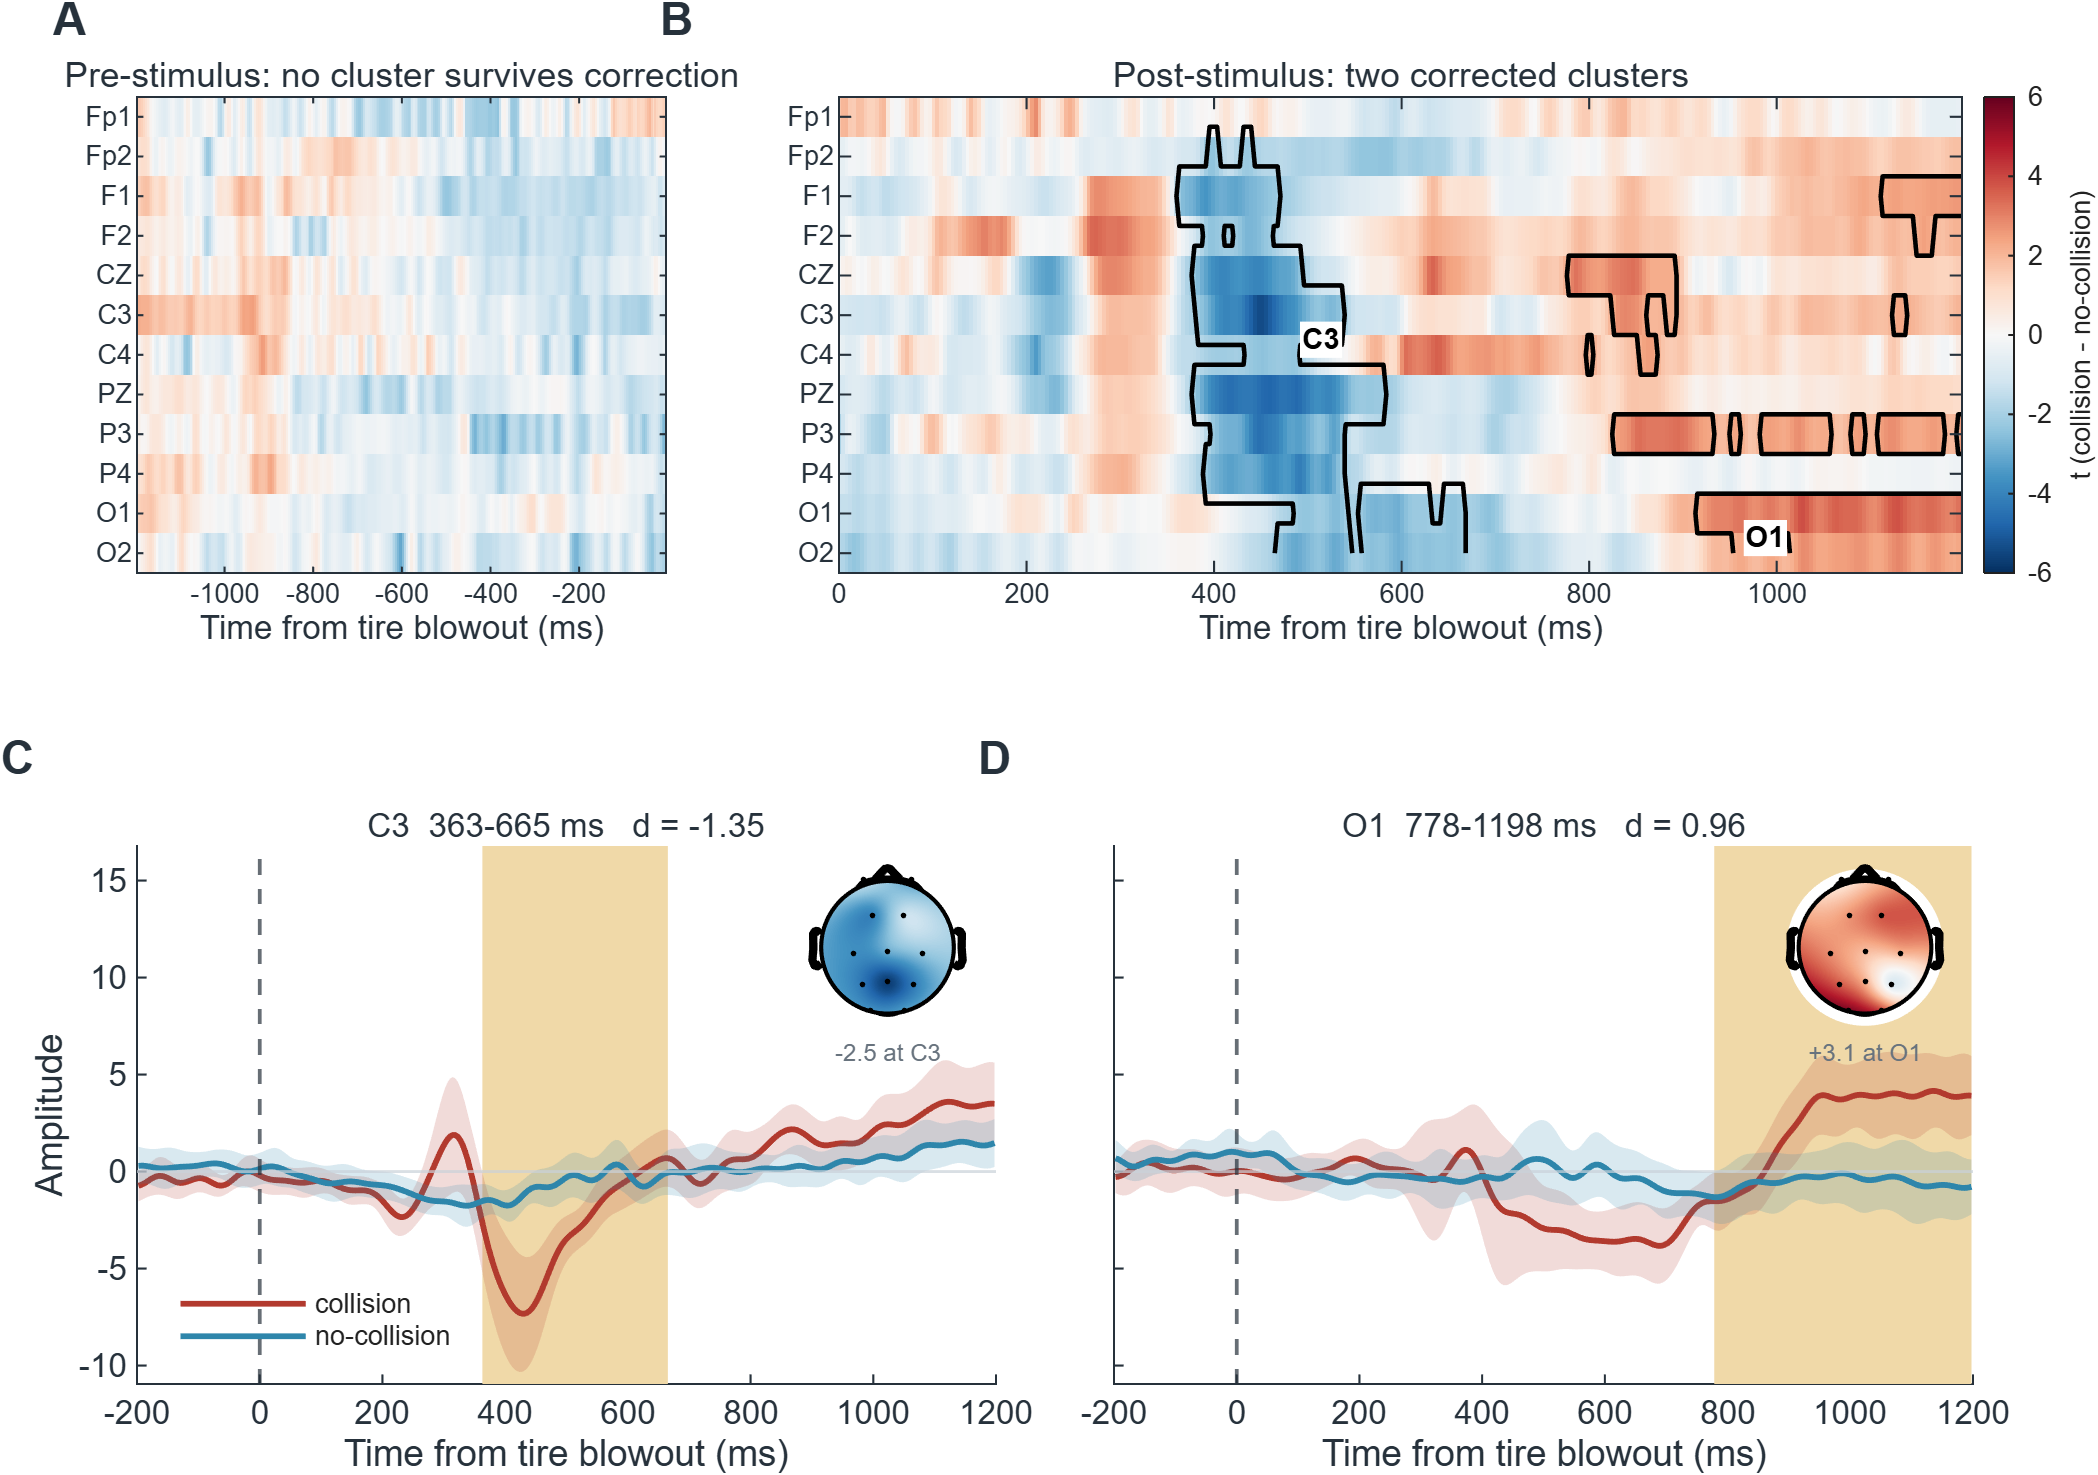 A
B
Pre-stimulus: no cluster survives correction
Post-stimulus: two corrected clusters
Fp1
Fp2
F1
F2
CZ
C3
C4
PZ
P3
P4
O1
O2
-1000 -800 -600 -400 -200
Time from tire blowout (ms)
Fp1
Fp2
F1
F2
CZ
C3
C4
PZ
P3
P4
O1
O2
C3
O1
0 200 400 600 800 1000
Time from tire blowout (ms)
6
4
2
0
-2
-4
-6
t (collision - no-collision)
C
D
C3 363-665 ms d = -1.35
15
10
5
0
-5
-10
Amplitude
-2.5 at C3
collision
no-collision
-200 0 200 400 600 800 1000 1200
Time from tire blowout (ms)
O1 778-1198 ms d = 0.96
+3.1 at O1
-200 0 200 400 600 800 1000 1200
Time from tire blowout (ms)